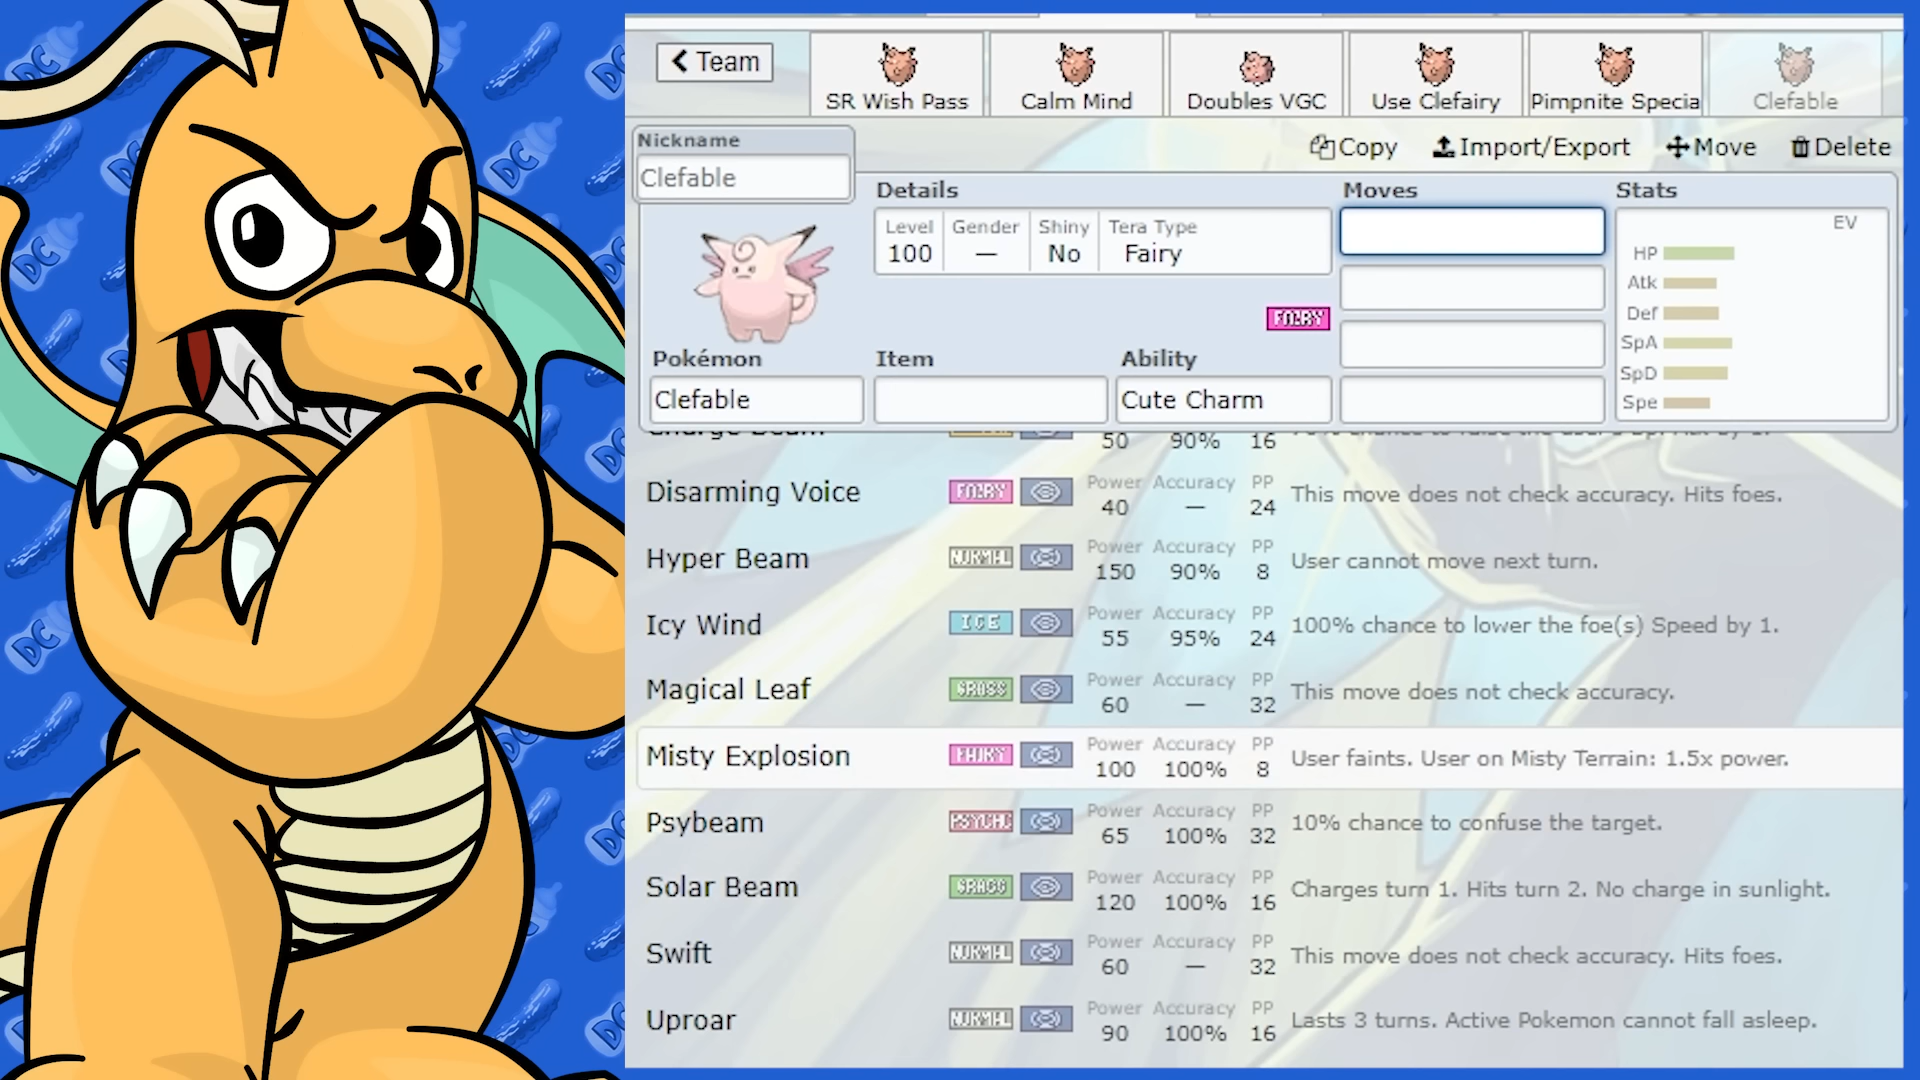 Team
SR Wish Pass
Calm Mind
Doubles VGC
Use Clefairy
Pimpnite Specia
Clefable
Copy
Import/Export
Move
Delete
Nickname
Clefable
Details
Level
100
Gender
—
Shiny
No
Tera Type
Fairy
FAIRY
Pokémon
Clefable
Item
Ability
Cute Charm
Moves
Stats
EV
HP
Atk
Def
SpA
SpD
Spe
Charge Beam 50 90% 16
Disarming Voice FAIRY Power 40 Accuracy — PP 24 This move does not check accuracy. Hits foes.
Hyper Beam NORMAL Power 150 Accuracy 90% PP 8 User cannot move next turn.
Icy Wind ICE Power 55 Accuracy 95% PP 24 100% chance to lower the foe(s) Speed by 1.
Magical Leaf GRASS Power 60 Accuracy — PP 32 This move does not check accuracy.
Misty Explosion FAIRY Power 100 Accuracy 100% PP 8 User faints. User on Misty Terrain: 1.5x power.
Psybeam PSYCHC Power 65 Accuracy 100% PP 32 10% chance to confuse the target.
Solar Beam GRASS Power 120 Accuracy 100% PP 16 Charges turn 1. Hits turn 2. No charge in sunlight.
Swift NORMAL Power 60 Accuracy — PP 32 This move does not check accuracy. Hits foes.
Uproar NORMAL Power 90 Accuracy 100% PP 16 Lasts 3 turns. Active Pokemon cannot fall asleep.
DC